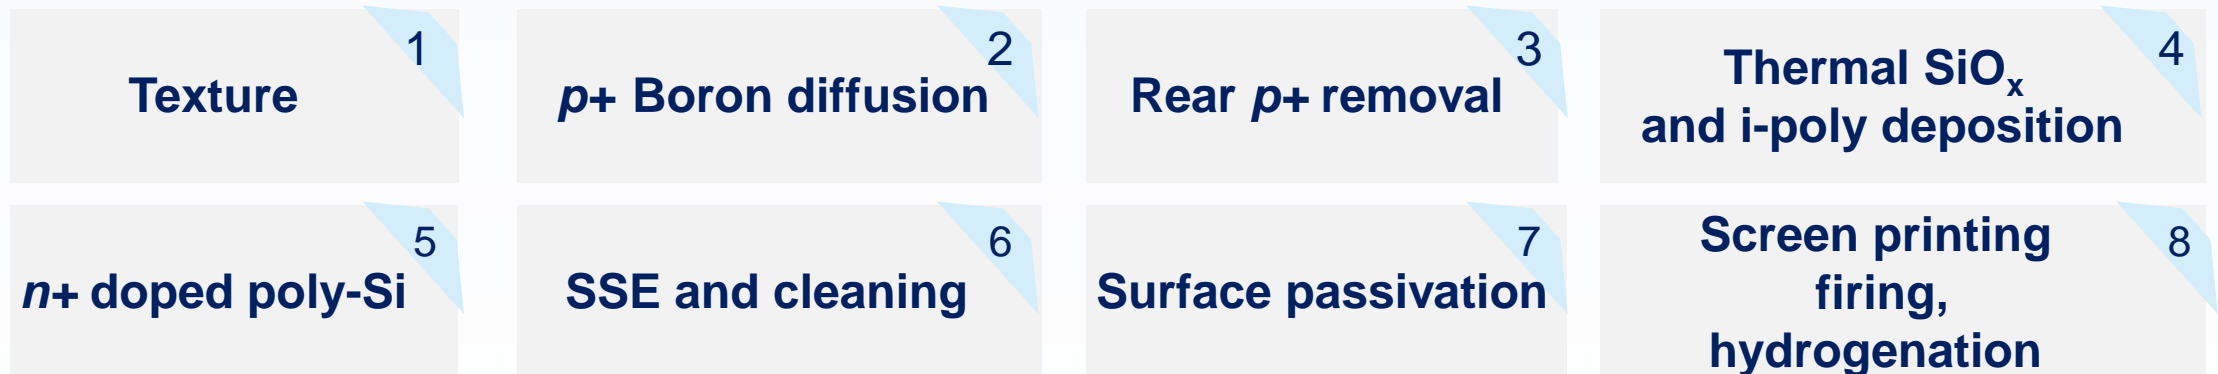 1
Texture
2
p+ Boron diffusion
3
Rear p+ removal
4
Thermal SiOₓ
and i-poly deposition
5
n+ doped poly-Si
6
SSE and cleaning
7
Surface passivation
8
Screen printing
firing,
hydrogenation